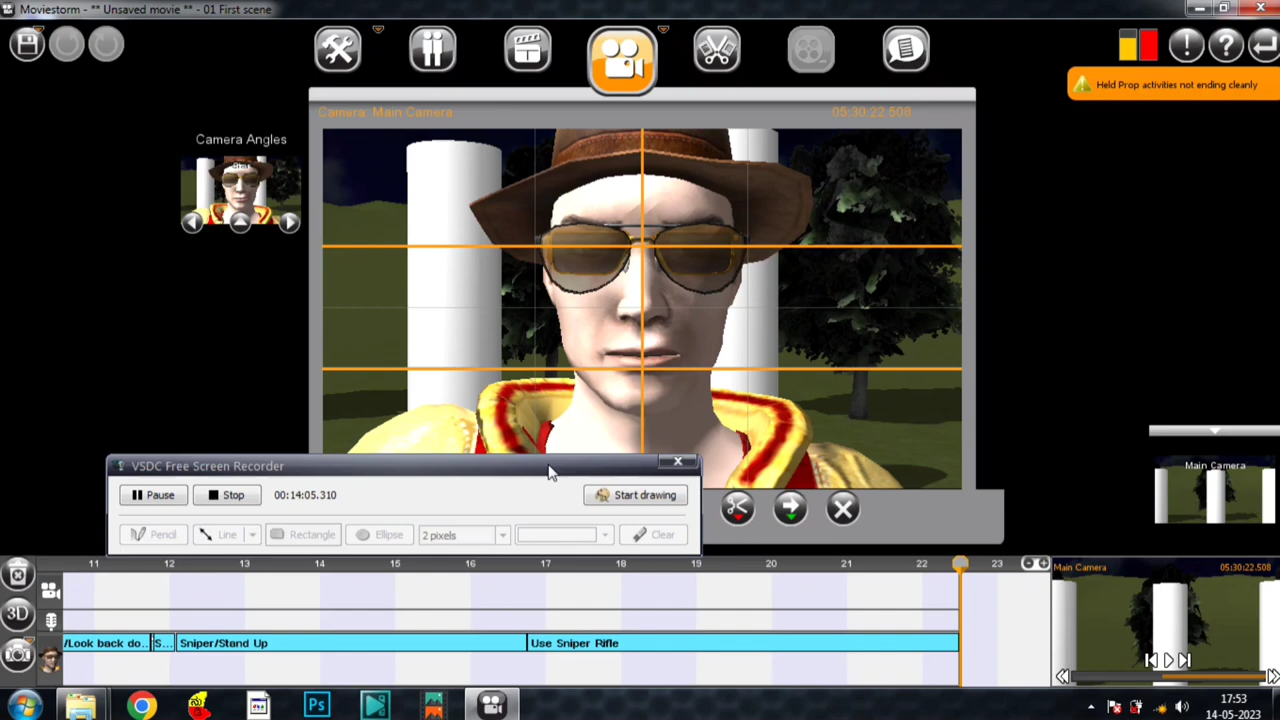 Moviestorm - ** Unsaved movie ** - 01 First scene
Held Prop activities not ending cleanly
Camera: Main Camera
05:30:22.508
Camera Angles
VSDC Free Screen Recorder
Pause
Stop
00:14:05.310
Start drawing
Pencil
Line
Rectangle
Ellipse
2 pixels
Clear
Main Camera
11 12 13 14 15 16 17 18 19 20 21 22 23
Main Camera
05:30:22.508
3D
/Look back do..
S...
Sniper/Stand Up
Use Sniper Rifle
Ps
17:53
14-05-2023